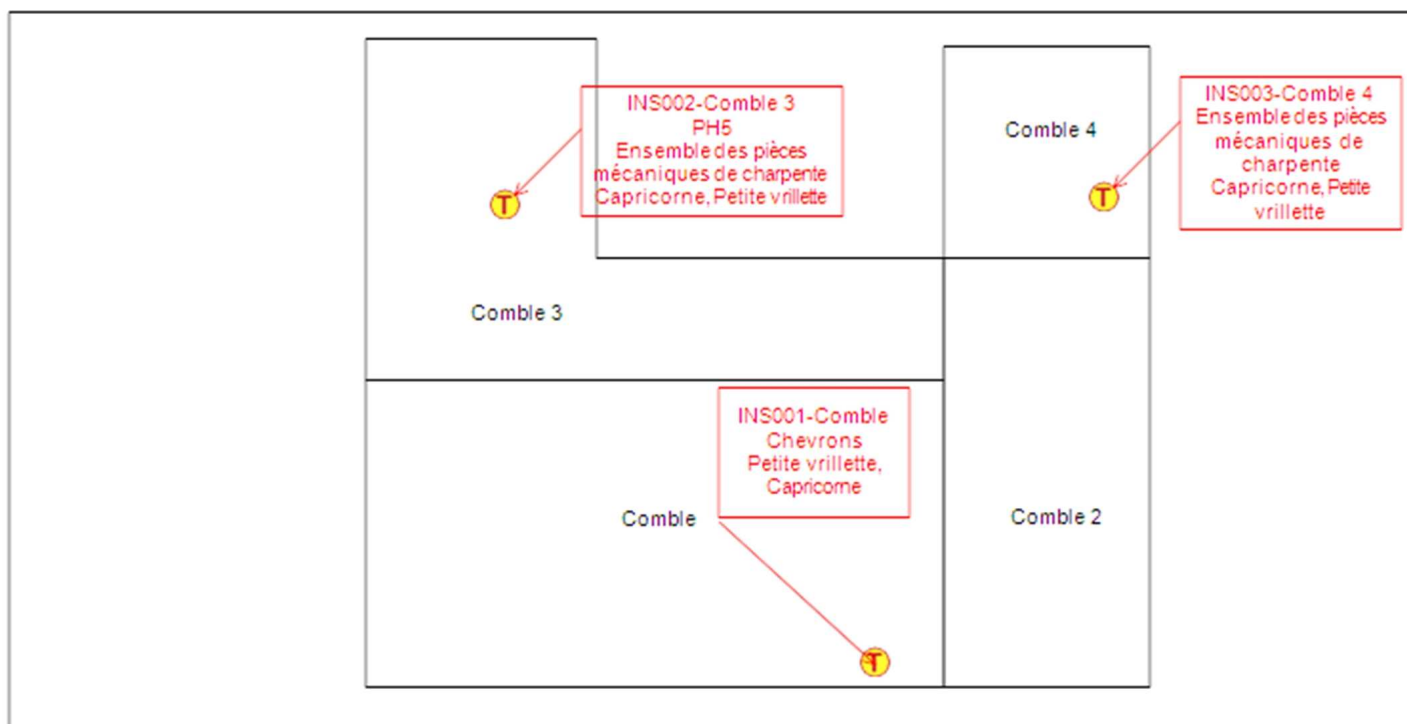 INS002-Comble 3
PH5
Ensemble des pièces
mécaniques de charpente
Capricorne, Petite vrillette
T
INS003-Comble 4
Ensemble des pièces
mécaniques de
charpente
Capricorne, Petite
vrillette
Comble 4
T
Comble 3
INS001-Comble
Chevrons
Petite vrillette,
Capricorne
Comble
Comble 2
T